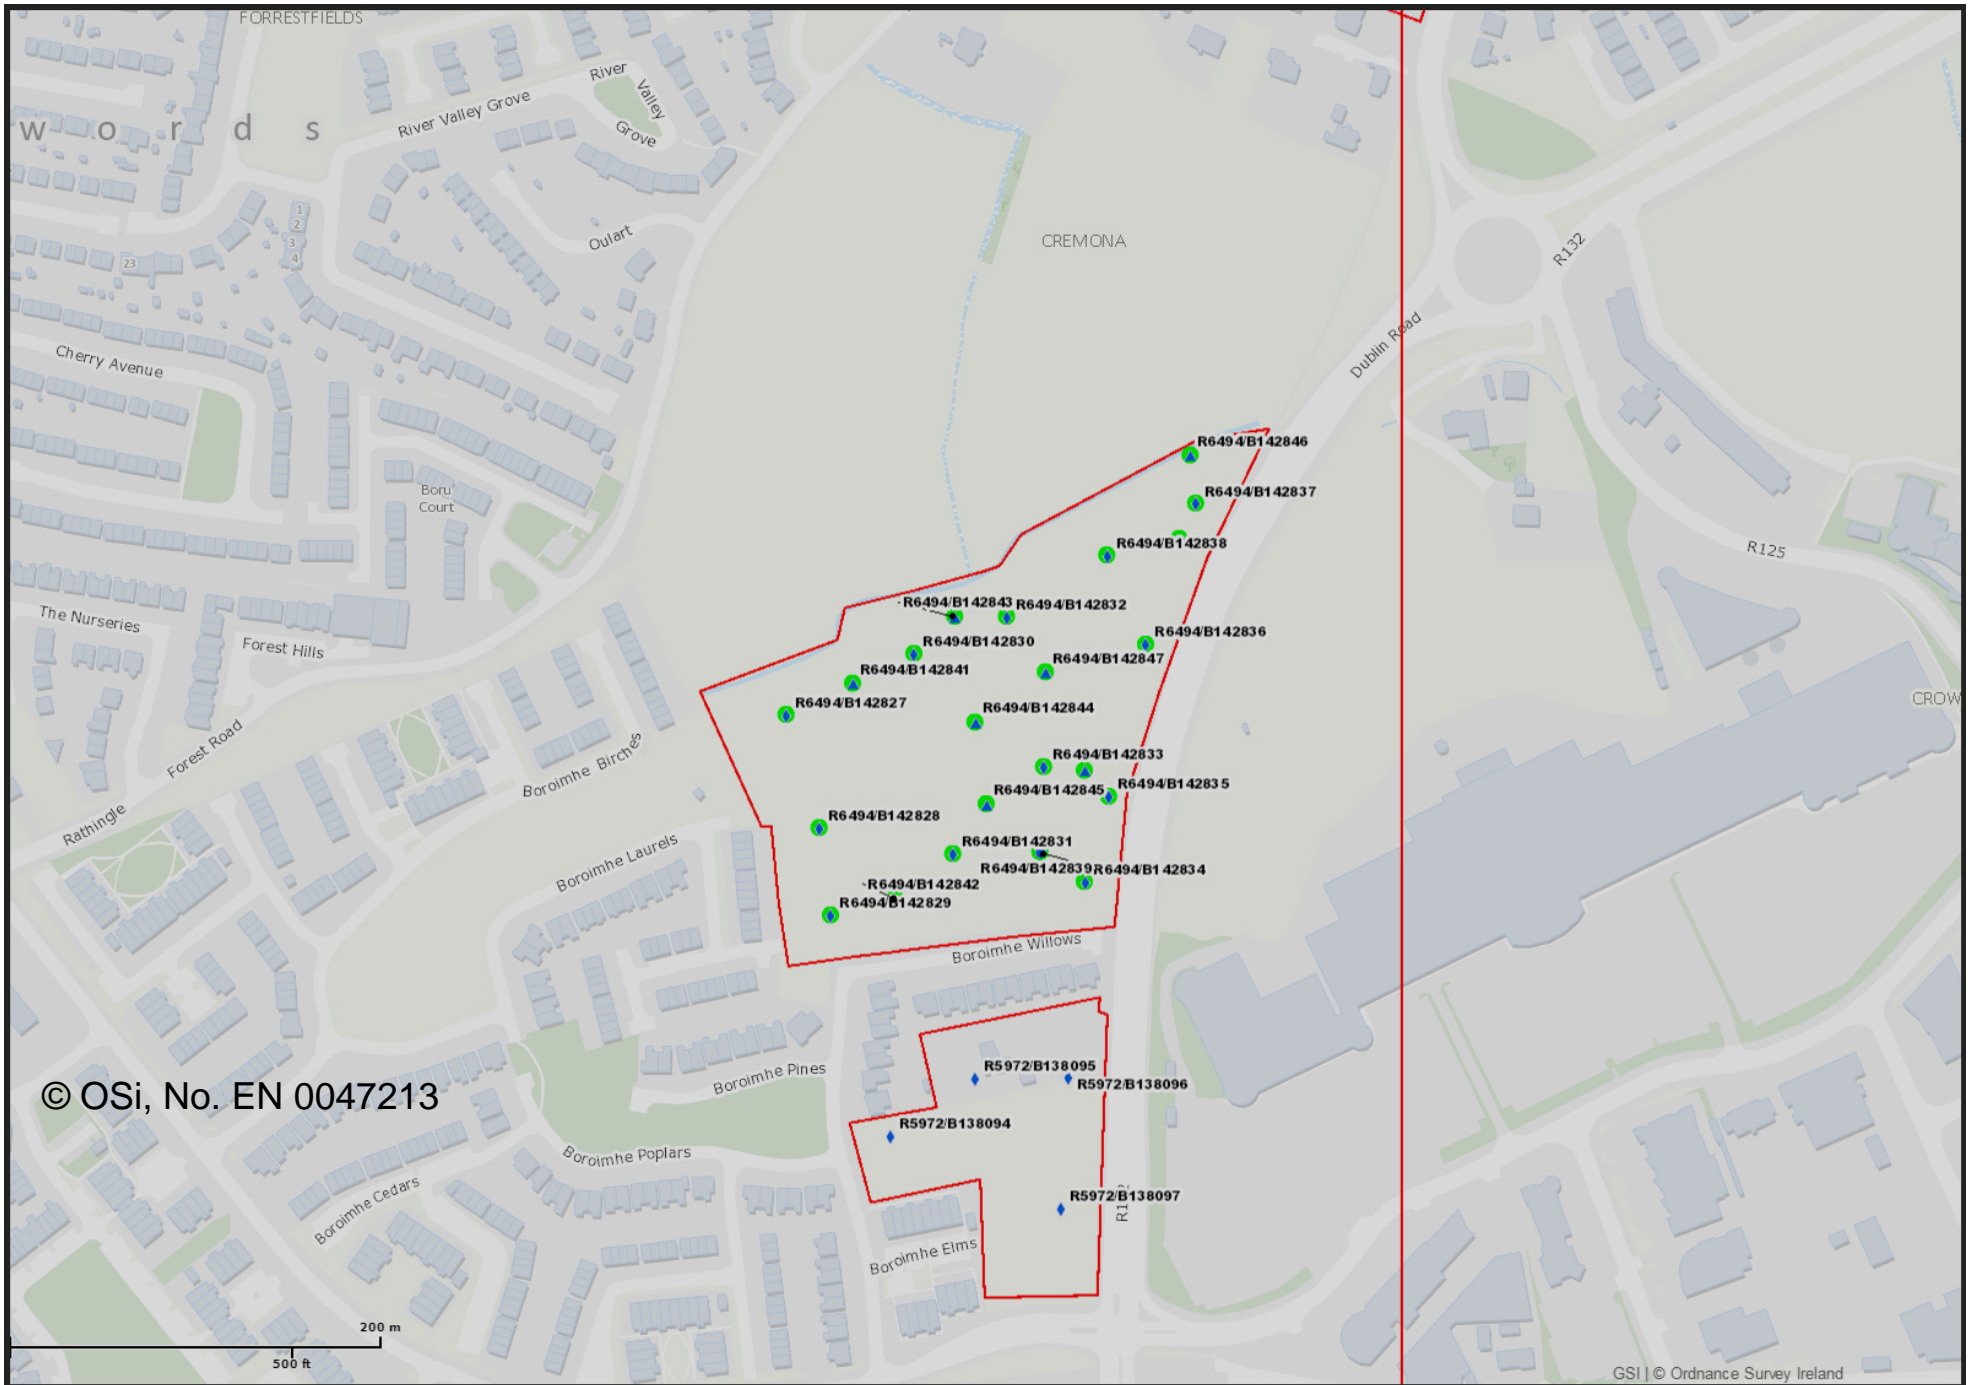 FORRESTFIELDS
River
Valley
Grove
River Valley Grove
w o r d s
1
2
3
4
23
Oulart
CREMONA
R132
Dublin Road
Cherry Avenue
R6494/B142846
R6494/B142837
Boru
Court
R6494/B142838
R125
R6494/B142843
R6494/B142832
The Nurseries
R6494/B142836
Forest Hills
R6494/B142830
R6494/B142847
R6494/B142841
R6494/B142827
R6494/B142844
CROW
Forest Road
Boroimhe Birches
R6494/B142833
R6494/B142835
R6494/B142845
Rathingle
R6494/B142828
Boroimhe Laurels
R6494/B142831
R6494/B142839
R6494/B142834
R6494/B142842
R6494/B142829
Boroimhe Willows
R5972/B138095
R5972/B138096
Boroimhe Pines
© OSi, No. EN 0047213
R5972/B138094
Boroimhe Poplars
Boroimhe Cedars
R5972/B138097
Boroimhe Elms
200 m
500 ft
GSI | © Ordnance Survey Ireland